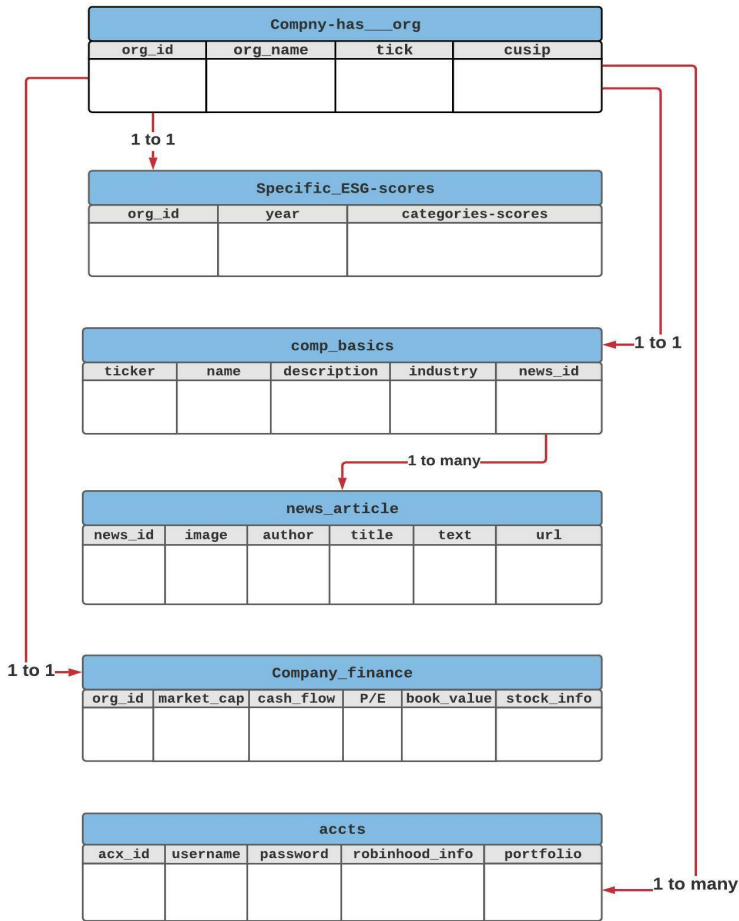 Compny-has___org
org_id org_name tick cusip
1 to 1
Specific_ESG-scores
org_id year categories-scores
comp_basics
1 to 1
ticker name description industry news_id
1 to many
news_article
news_id image author title text url
1 to 1
Company_finance
org_id market_cap cash_flow P/E book_value stock_info
accts
acx_id username password robinhood_info portfolio
1 to many